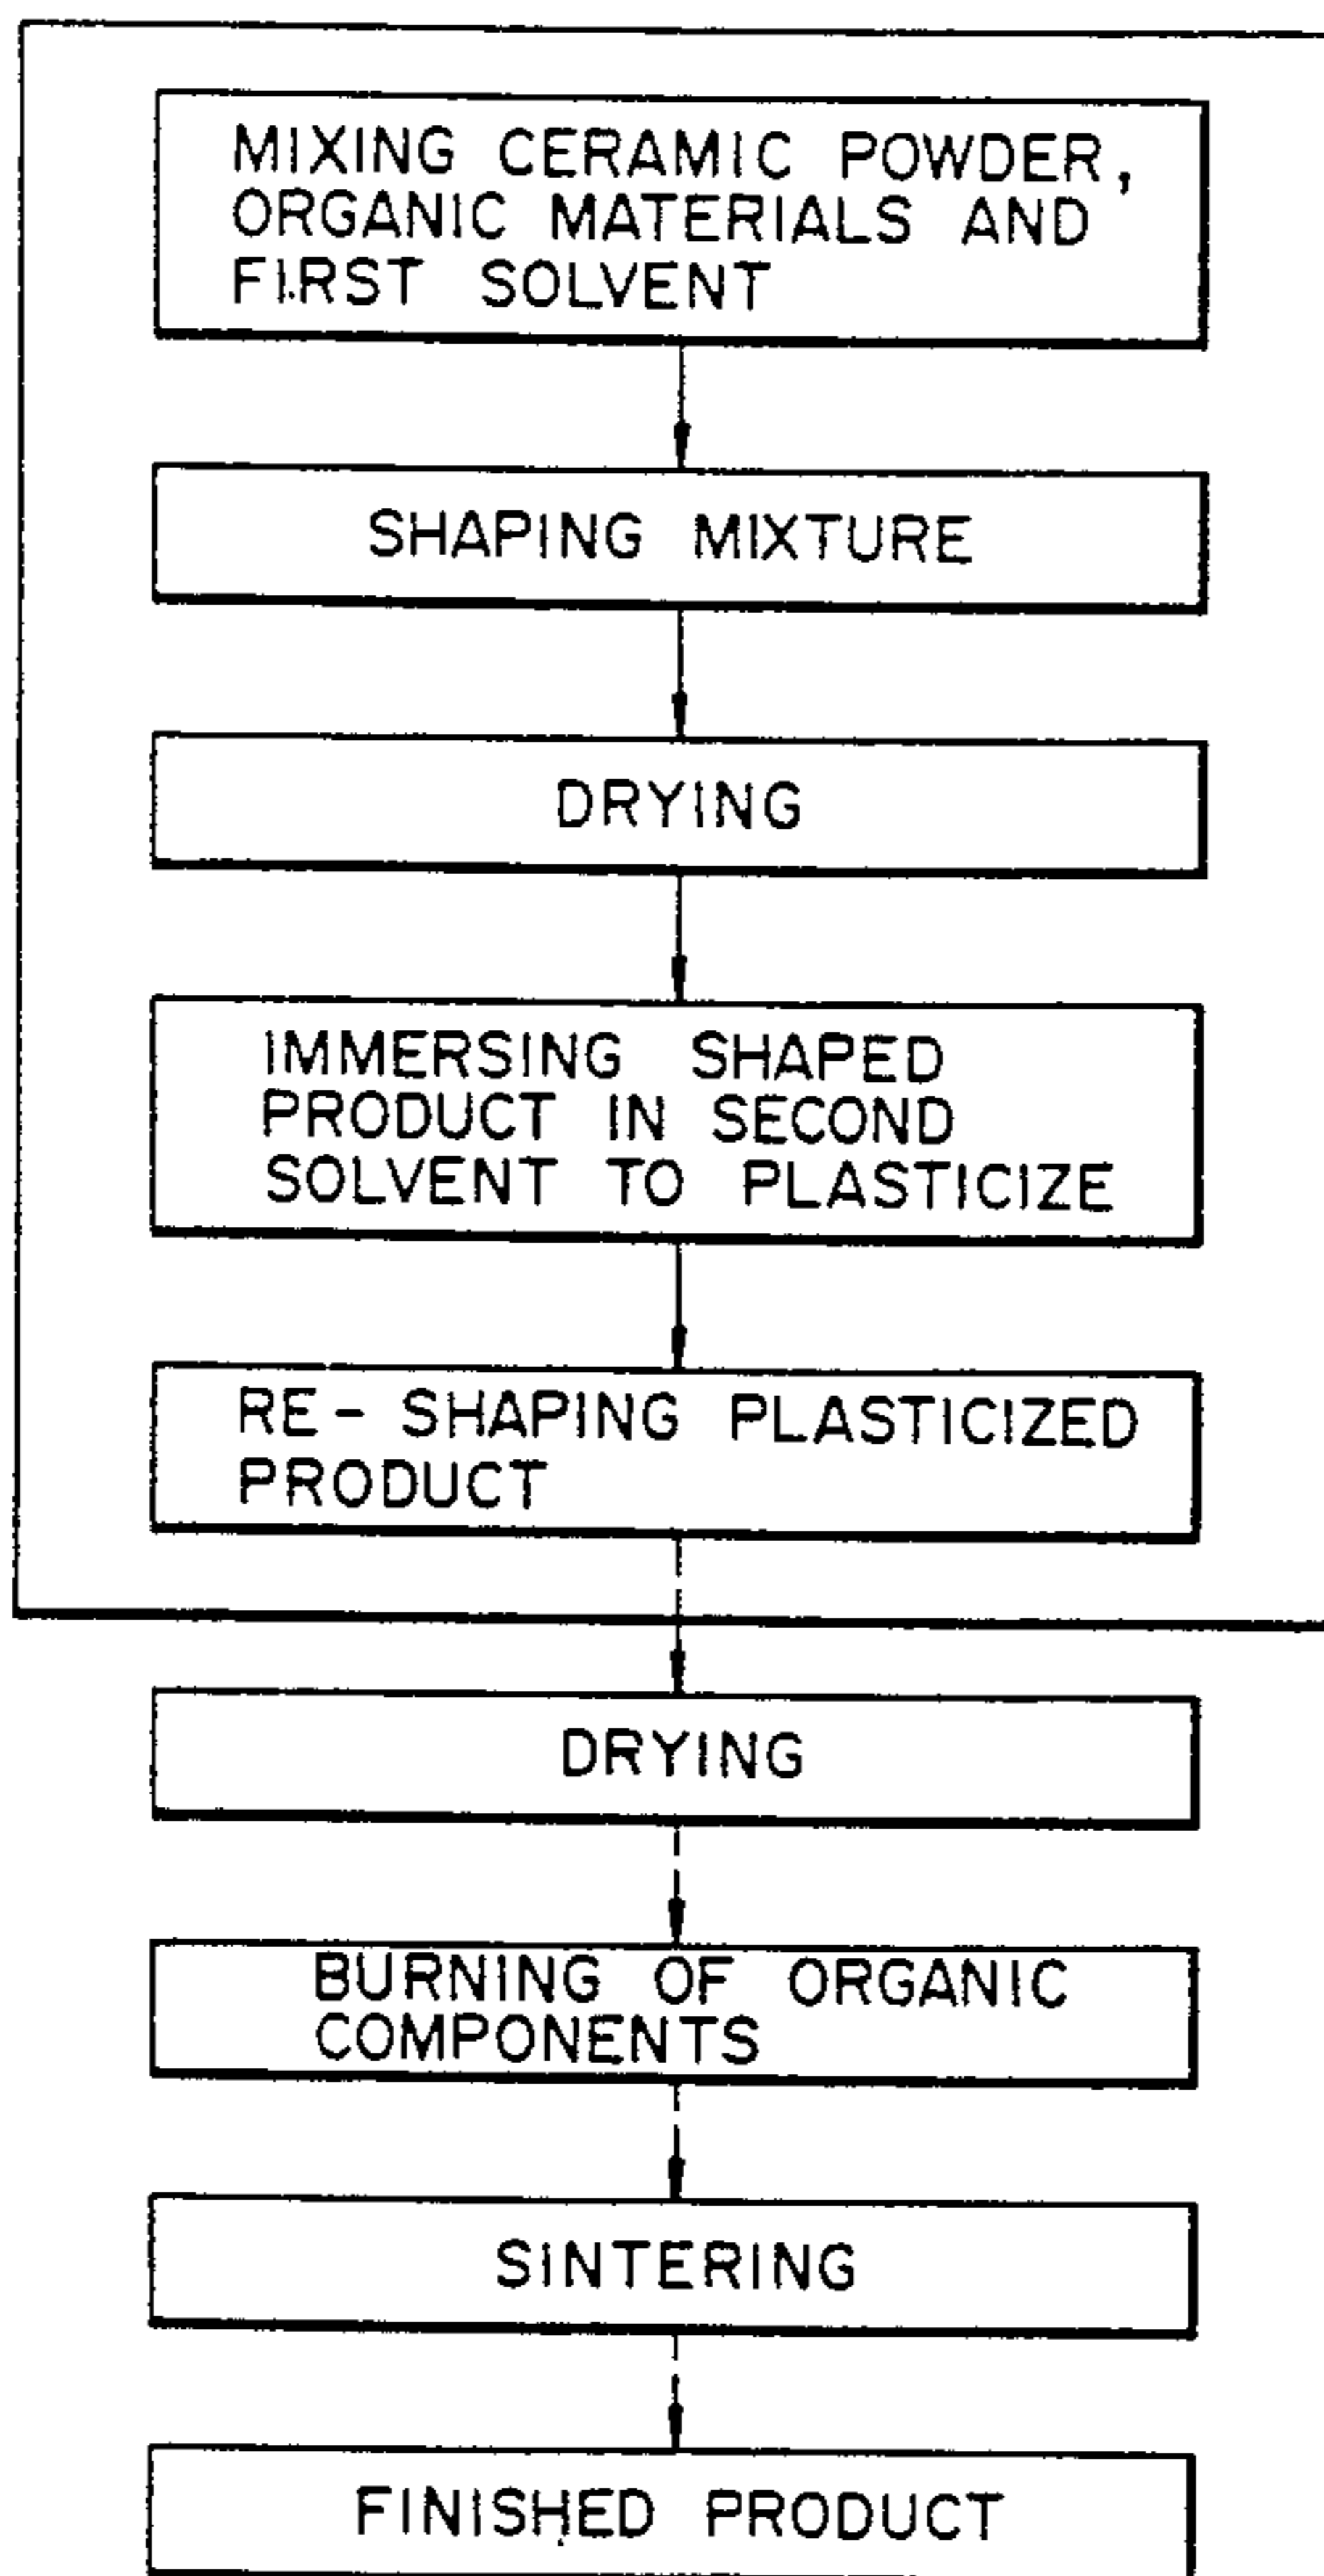 MIXING CERAMIC POWDER,
ORGANIC MATERIALS AND
FIRST SOLVENT
SHAPING MIXTURE
DRYING
IMMERSING SHAPED
PRODUCT IN SECOND
SOLVENT TO PLASTICIZE
RE - SHAPING PLASTICIZED
PRODUCT
DRYING
BURNING OF ORGANIC
COMPONENTS
SINTERING
FINISHED PRODUCT